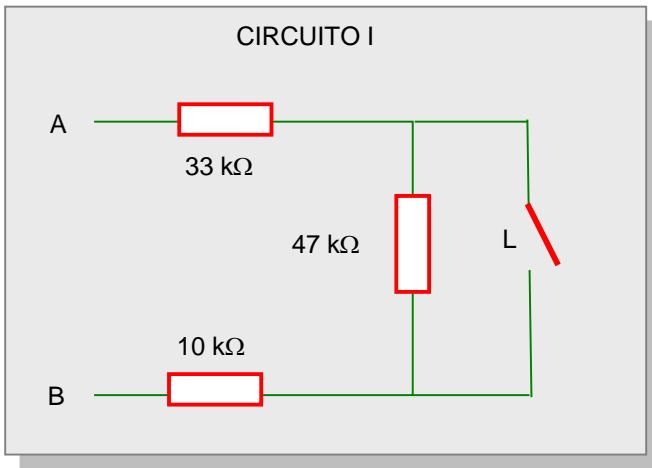 CIRCUITO I
A
33 kΩ
47 kΩ
L
10 kΩ
B